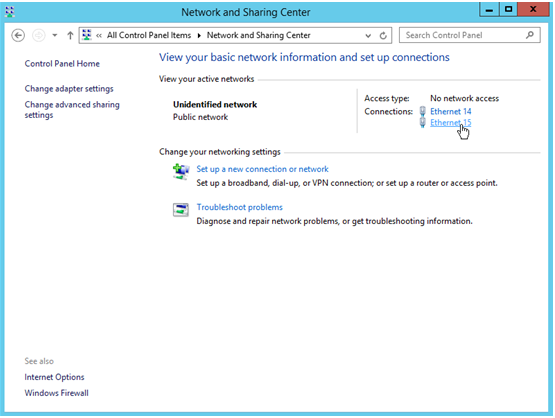 Network and Sharing Center
« All Control Panel Items Network and Sharing Center
Search Control Panel
Control Panel Home
Change adapter settings
Change advanced sharing
settings
View your basic network information and set up connections
View your active networks
Unidentified network
Public network
Access type: No network access
Connections: Ethernet 14
Ethernet 15
Change your networking settings
Set up a new connection or network
Set up a broadband, dial-up, or VPN connection; or set up a router or access point.
Troubleshoot problems
Diagnose and repair network problems, or get troubleshooting information.
See also
Internet Options
Windows Firewall